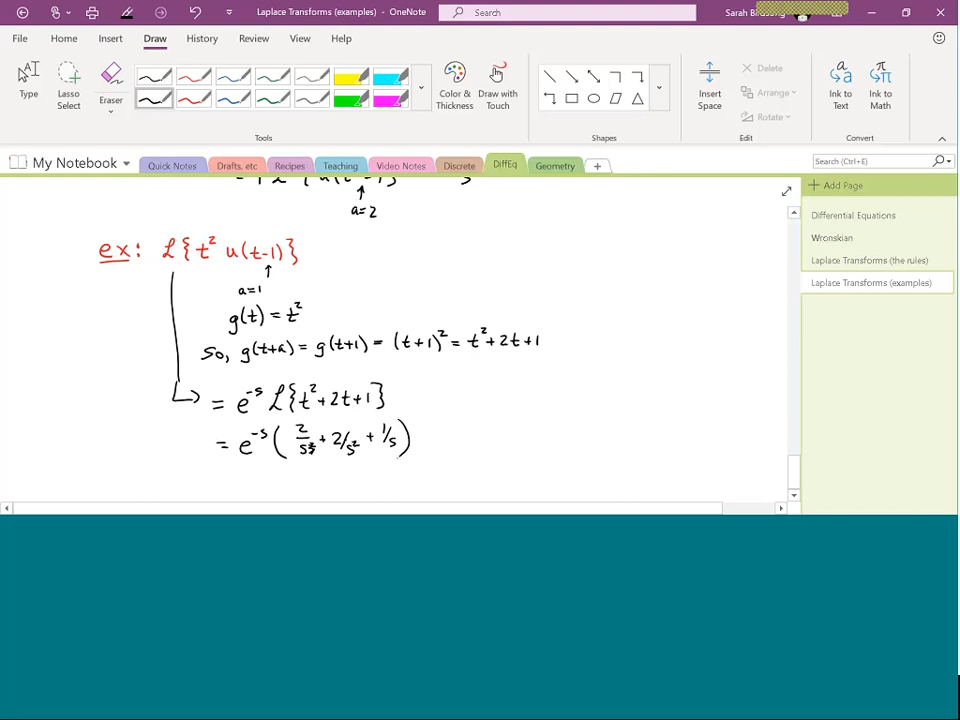 Laplace Transforms (examples) - OneNote
Search
Sarah Birdsong
File Home Insert Draw History Review View Help
Type
Lasso Select
Eraser
Color & Thickness
Draw with Touch
Insert Space
Delete
Arrange
Rotate
Ink to Text
Ink to Math
Tools
Shapes
Edit
Convert
My Notebook
Quick Notes Drafts, etc Recipes Teaching Video Notes Discrete DiffEq Geometry
Search (Ctrl+E)
Add Page
Differential Equations
Wronskian
Laplace Transforms (the rules)
Laplace Transforms (examples)
a=2
ex: ℒ{t² u(t-1)}
a=1
g(t) = t²
so, g(t+a) = g(t+1) = (t+1)² = t²+2t+1
= e^{-s} ℒ{t²+2t+1}
= e^{-s} ( 2/s³ + 2/s² + 1/s )